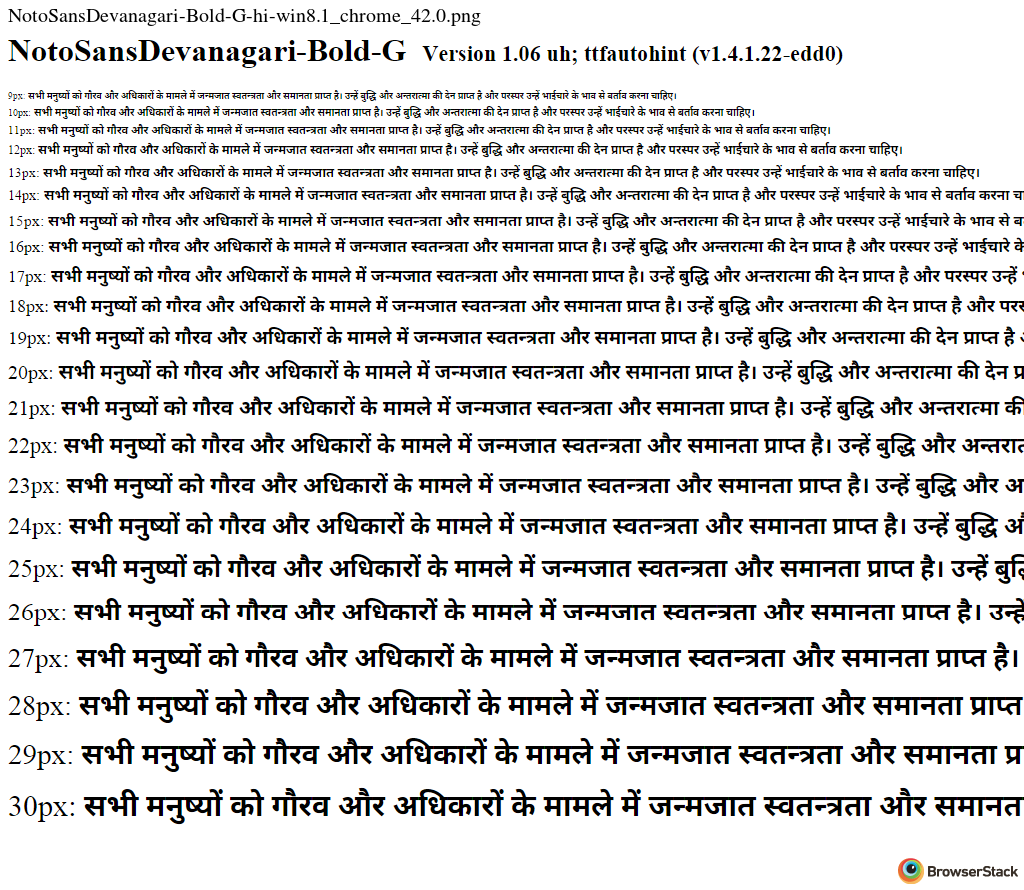 NotoSansDevanagari-Bold-G-hi-win8.1_chrome_42.0.png
NotoSansDevanagari-Bold-G Version 1.06 uh; ttfautohint (v1.4.1.22-edd0)
9px: सभी मनुष्यों को गौरव और अधिकारों के मामले में जन्मजात स्वतन्त्रता और समानता प्राप्त है। उन्हें बुद्धि और अन्तरात्मा की देन प्राप्त है और परस्पर उन्हें भाईचारे के भाव से बर्ताव करना चाहिए।
10px: सभी मनुष्यों को गौरव और अधिकारों के मामले में जन्मजात स्वतन्त्रता और समानता प्राप्त है। उन्हें बुद्धि और अन्तरात्मा की देन प्राप्त है और परस्पर उन्हें भाईचारे के भाव से बर्ताव करना चाहिए।
11px: सभी मनुष्यों को गौरव और अधिकारों के मामले में जन्मजात स्वतन्त्रता और समानता प्राप्त है। उन्हें बुद्धि और अन्तरात्मा की देन प्राप्त है और परस्पर उन्हें भाईचारे के भाव से बर्ताव करना चाहिए।
12px: सभी मनुष्यों को गौरव और अधिकारों के मामले में जन्मजात स्वतन्त्रता और समानता प्राप्त है। उन्हें बुद्धि और अन्तरात्मा की देन प्राप्त है और परस्पर उन्हें भाईचारे के भाव से बर्ताव करना चाहिए।
13px: सभी मनुष्यों को गौरव और अधिकारों के मामले में जन्मजात स्वतन्त्रता और समानता प्राप्त है। उन्हें बुद्धि और अन्तरात्मा की देन प्राप्त है और परस्पर उन्हें भाईचारे के भाव से बर्ताव करना चाहिए।
14px: सभी मनुष्यों को गौरव और अधिकारों के मामले में जन्मजात स्वतन्त्रता और समानता प्राप्त है। उन्हें बुद्धि और अन्तरात्मा की देन प्राप्त है और परस्पर उन्हें भाईचारे के भाव से बर्ताव करना
15px: सभी मनुष्यों को गौरव और अधिकारों के मामले में जन्मजात स्वतन्त्रता और समानता प्राप्त है। उन्हें बुद्धि और अन्तरात्मा की देन प्राप्त है और परस्पर उन्हें भाईचारे के भाव से
16px: सभी मनुष्यों को गौरव और अधिकारों के मामले में जन्मजात स्वतन्त्रता और समानता प्राप्त है। उन्हें बुद्धि और अन्तरात्मा की देन प्राप्त है और परस्पर उन्हें भाईचारे के
17px: सभी मनुष्यों को गौरव और अधिकारों के मामले में जन्मजात स्वतन्त्रता और समानता प्राप्त है। उन्हें बुद्धि और अन्तरात्मा की देन प्राप्त है और परस्पर उन्हें
18px: सभी मनुष्यों को गौरव और अधिकारों के मामले में जन्मजात स्वतन्त्रता और समानता प्राप्त है। उन्हें बुद्धि और अन्तरात्मा की देन प्राप्त है और
19px: सभी मनुष्यों को गौरव और अधिकारों के मामले में जन्मजात स्वतन्त्रता और समानता प्राप्त है। उन्हें बुद्धि और अन्तरात्मा की देन प्राप्त है
20px: सभी मनुष्यों को गौरव और अधिकारों के मामले में जन्मजात स्वतन्त्रता और समानता प्राप्त है। उन्हें बुद्धि और अन्तरात्मा की देन
21px: सभी मनुष्यों को गौरव और अधिकारों के मामले में जन्मजात स्वतन्त्रता और समानता प्राप्त है। उन्हें बुद्धि और अन्तरात्मा की
22px: सभी मनुष्यों को गौरव और अधिकारों के मामले में जन्मजात स्वतन्त्रता और समानता प्राप्त है। उन्हें बुद्धि और
23px: सभी मनुष्यों को गौरव और अधिकारों के मामले में जन्मजात स्वतन्त्रता और समानता प्राप्त है। उन्हें बुद्धि और
24px: सभी मनुष्यों को गौरव और अधिकारों के मामले में जन्मजात स्वतन्त्रता और समानता प्राप्त है। उन्हें बुद्धि
25px: सभी मनुष्यों को गौरव और अधिकारों के मामले में जन्मजात स्वतन्त्रता और समानता प्राप्त है। उन्हें
26px: सभी मनुष्यों को गौरव और अधिकारों के मामले में जन्मजात स्वतन्त्रता और समानता प्राप्त है।
27px: सभी मनुष्यों को गौरव और अधिकारों के मामले में जन्मजात स्वतन्त्रता और समानता प्राप्त है।
28px: सभी मनुष्यों को गौरव और अधिकारों के मामले में जन्मजात स्वतन्त्रता और समानता प्राप्त
29px: सभी मनुष्यों को गौरव और अधिकारों के मामले में जन्मजात स्वतन्त्रता और समानता
30px: सभी मनुष्यों को गौरव और अधिकारों के मामले में जन्मजात स्वतन्त्रता और
BrowserStack